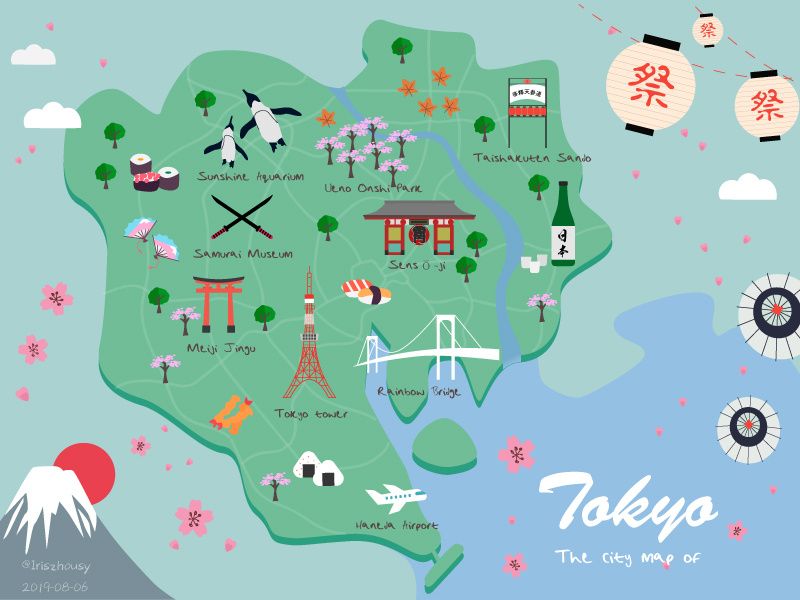 祭
祭
祭
帝釋天参道
Sunshine Aquarium
Ueno Onshi Park
Taishakuten Sando
Samurai Museum
Sens Ō-ji
日本
Meiji Jingu
Tokyo tower
Rainbow Bridge
Haneda Airport
Tokyo
The city map of
@Iriszhousy
2019-08-06